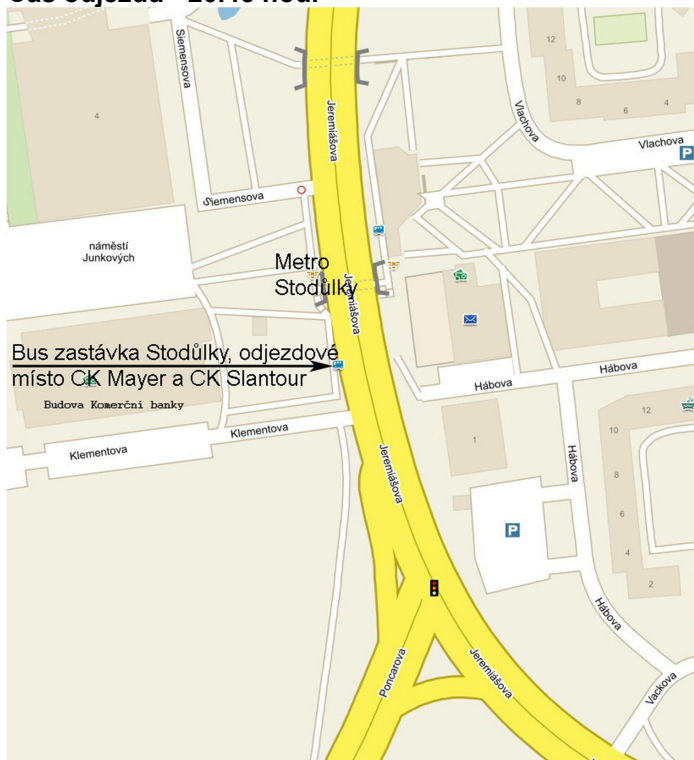 Siemensova
12
4
10
Jeremiášova
8
6
4
Vlachova
Vlachova
P
Siemensova
náměstí
Junkových
Metro
Stodůlky
Jeremiášova
Bus zastávka Stodůlky, odjezdové
místo CK Mayer a CK Slantour
Hábova
Hábova
Budova Komerční banky
12
Klementova
10
Klementova
1
Jeremiášova
Hábova
8
6
P
4
2
Hábova
Poncarova
Jeremiášova
Vackova